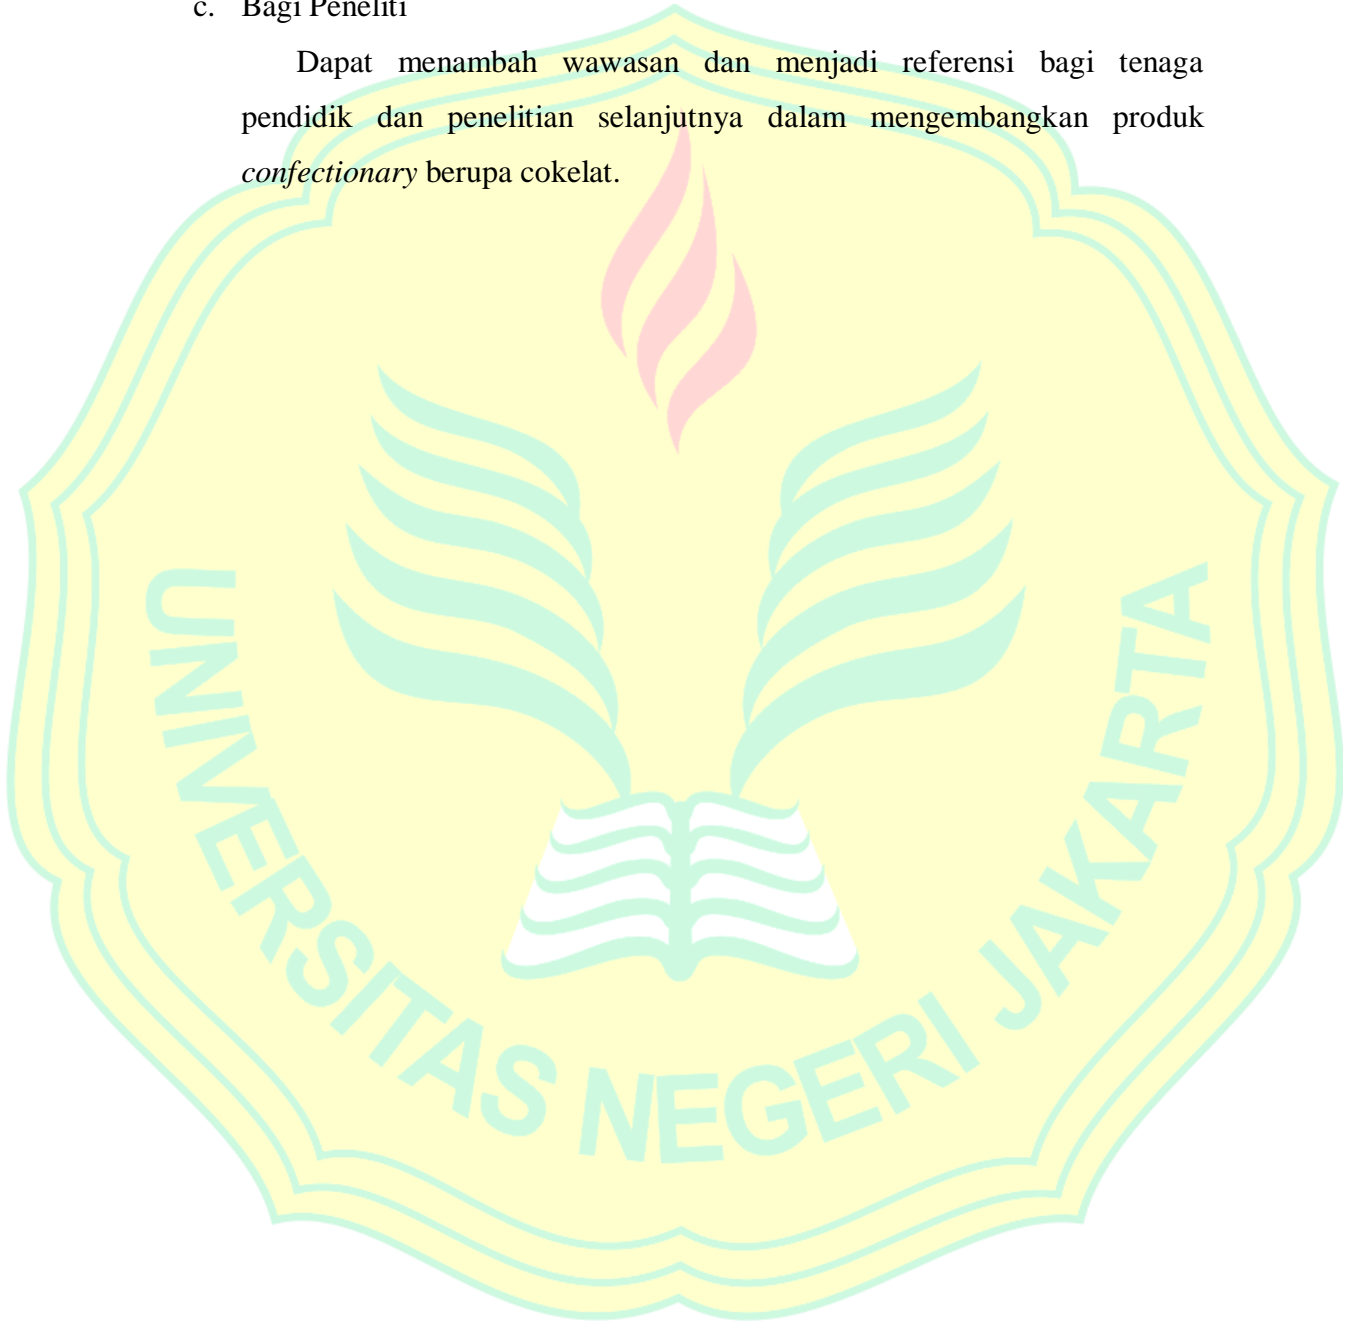 c. Bagi Peneliti
Dapat menambah wawasan dan menjadi referensi bagi tenaga
pendidik dan penelitian selanjutnya dalam mengembangkan produk
confectionary berupa cokelat.
UNIVERSITAS NEGERI JAKARTA